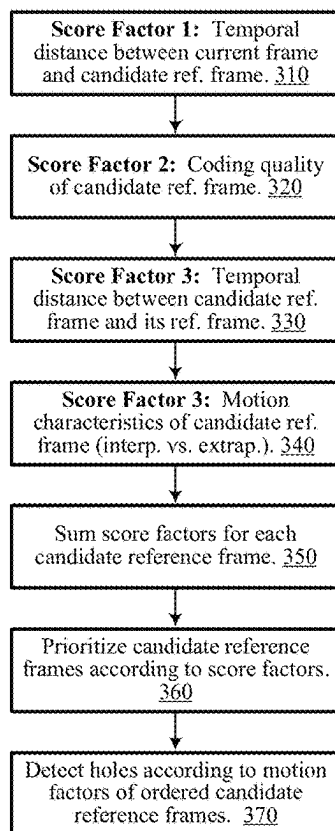 Score Factor 1: Temporal
distance between current frame
and candidate ref. frame. 310
Score Factor 2: Coding quality
of candidate ref. frame. 320
Score Factor 3: Temporal
distance between candidate ref.
frame and its ref. frame. 330
Score Factor 3: Motion
characteristics of candidate ref.
frame (interp. vs. extrap.). 340
Sum score factors for each
candidate reference frame. 350
Prioritize candidate reference
frames according to score factors.
360
Detect holes according to motion
factors of ordered candidate
reference frames. 370